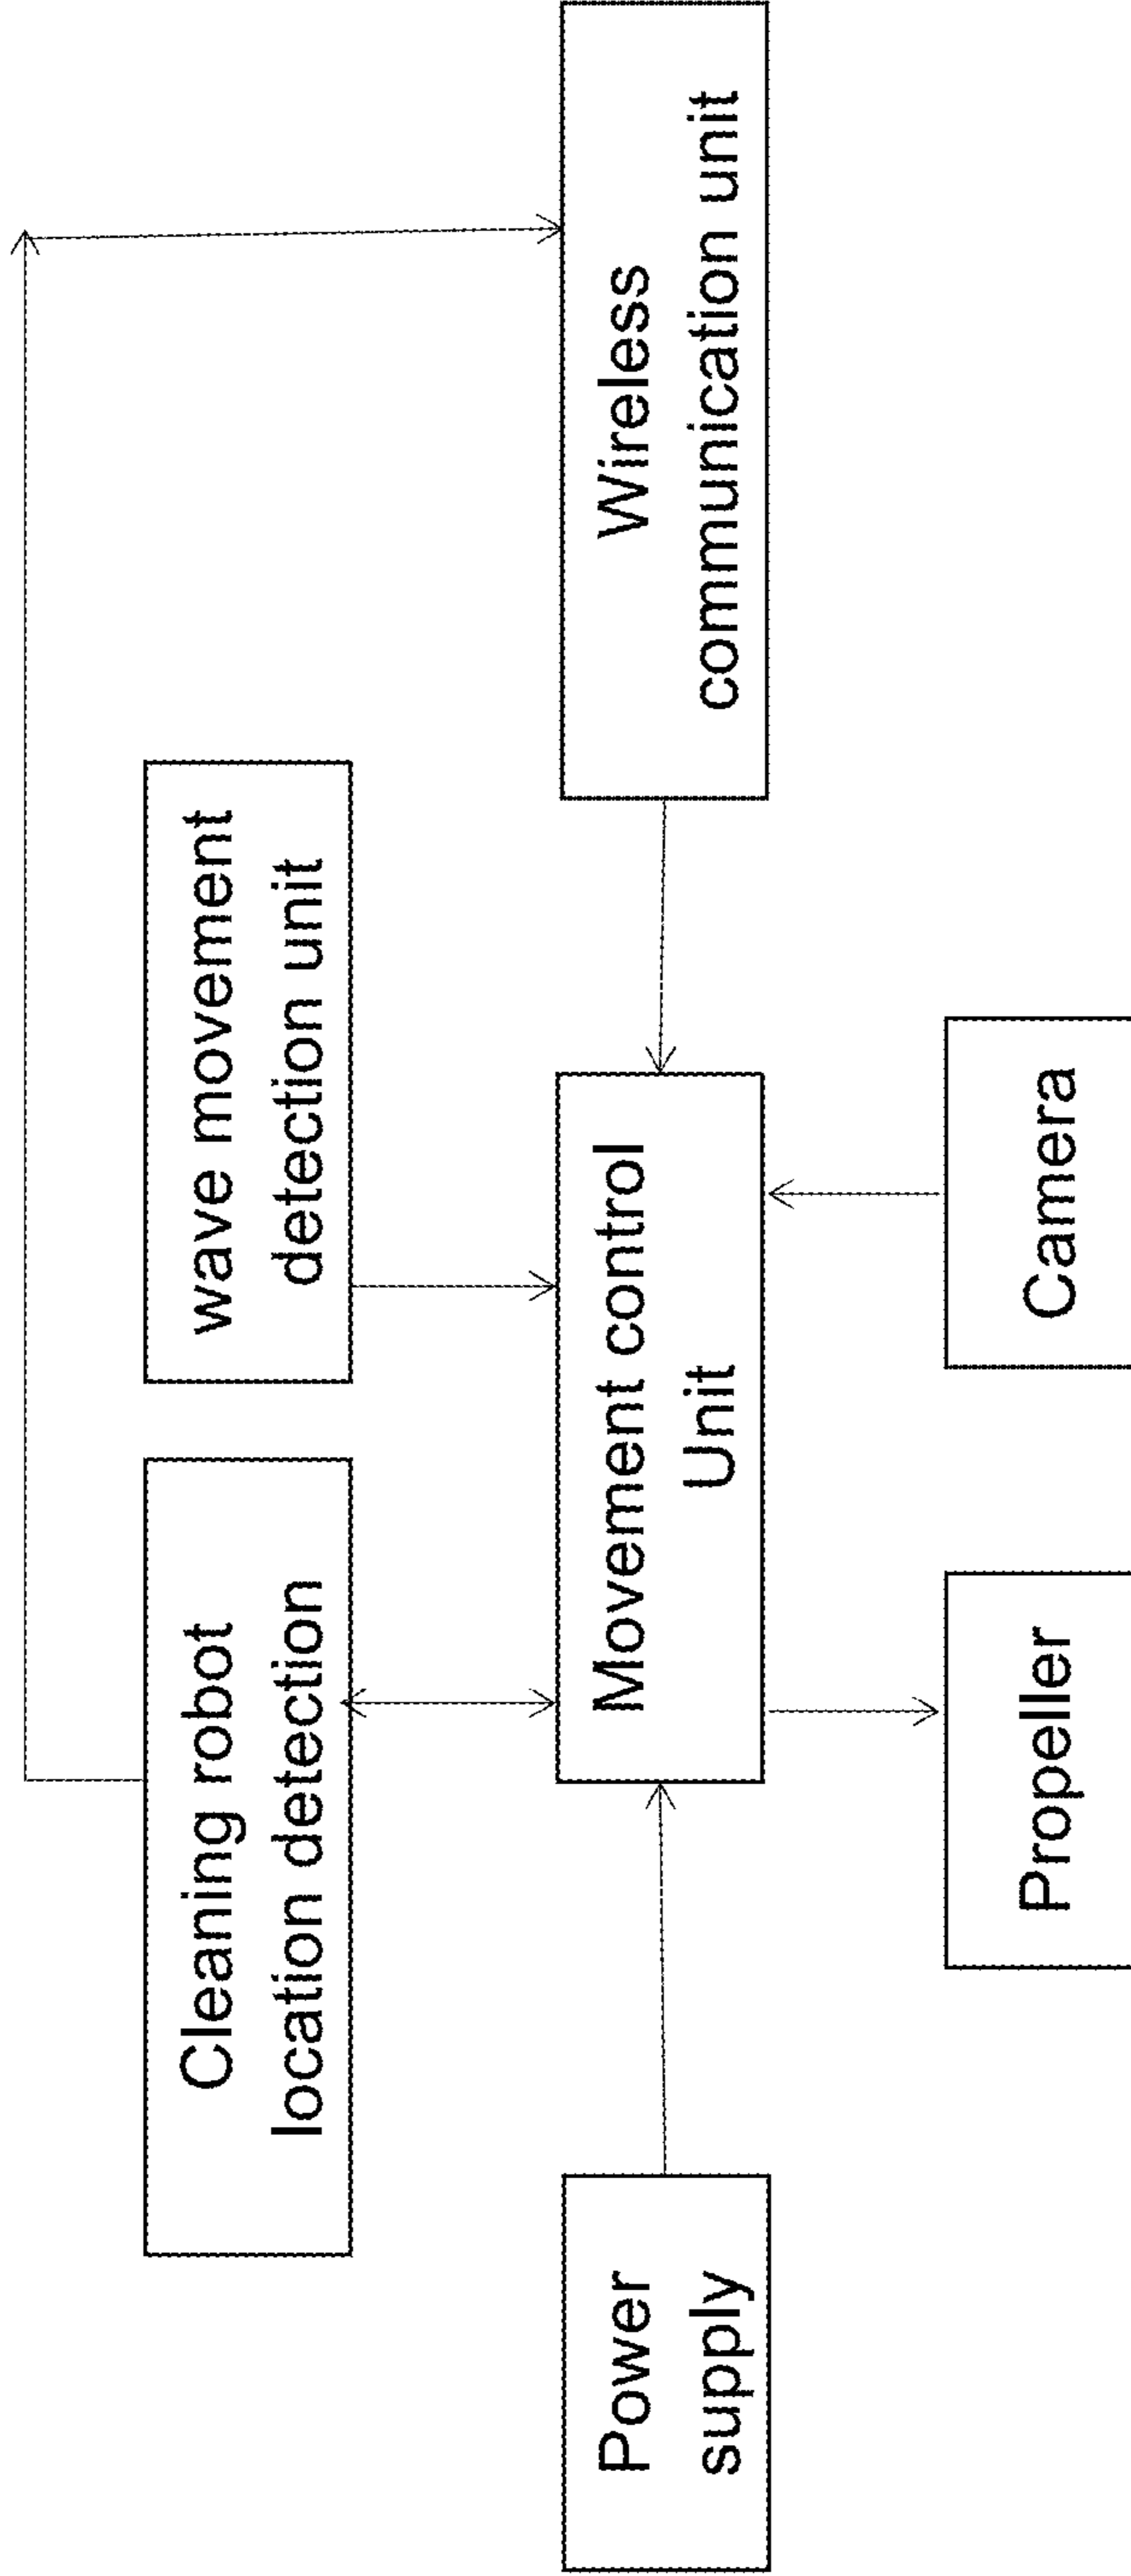 Cleaning robot
location detection
wave movement
detection unit
Power
supply
Movement control
Unit
Wireless
communication unit
Propeller
Camera